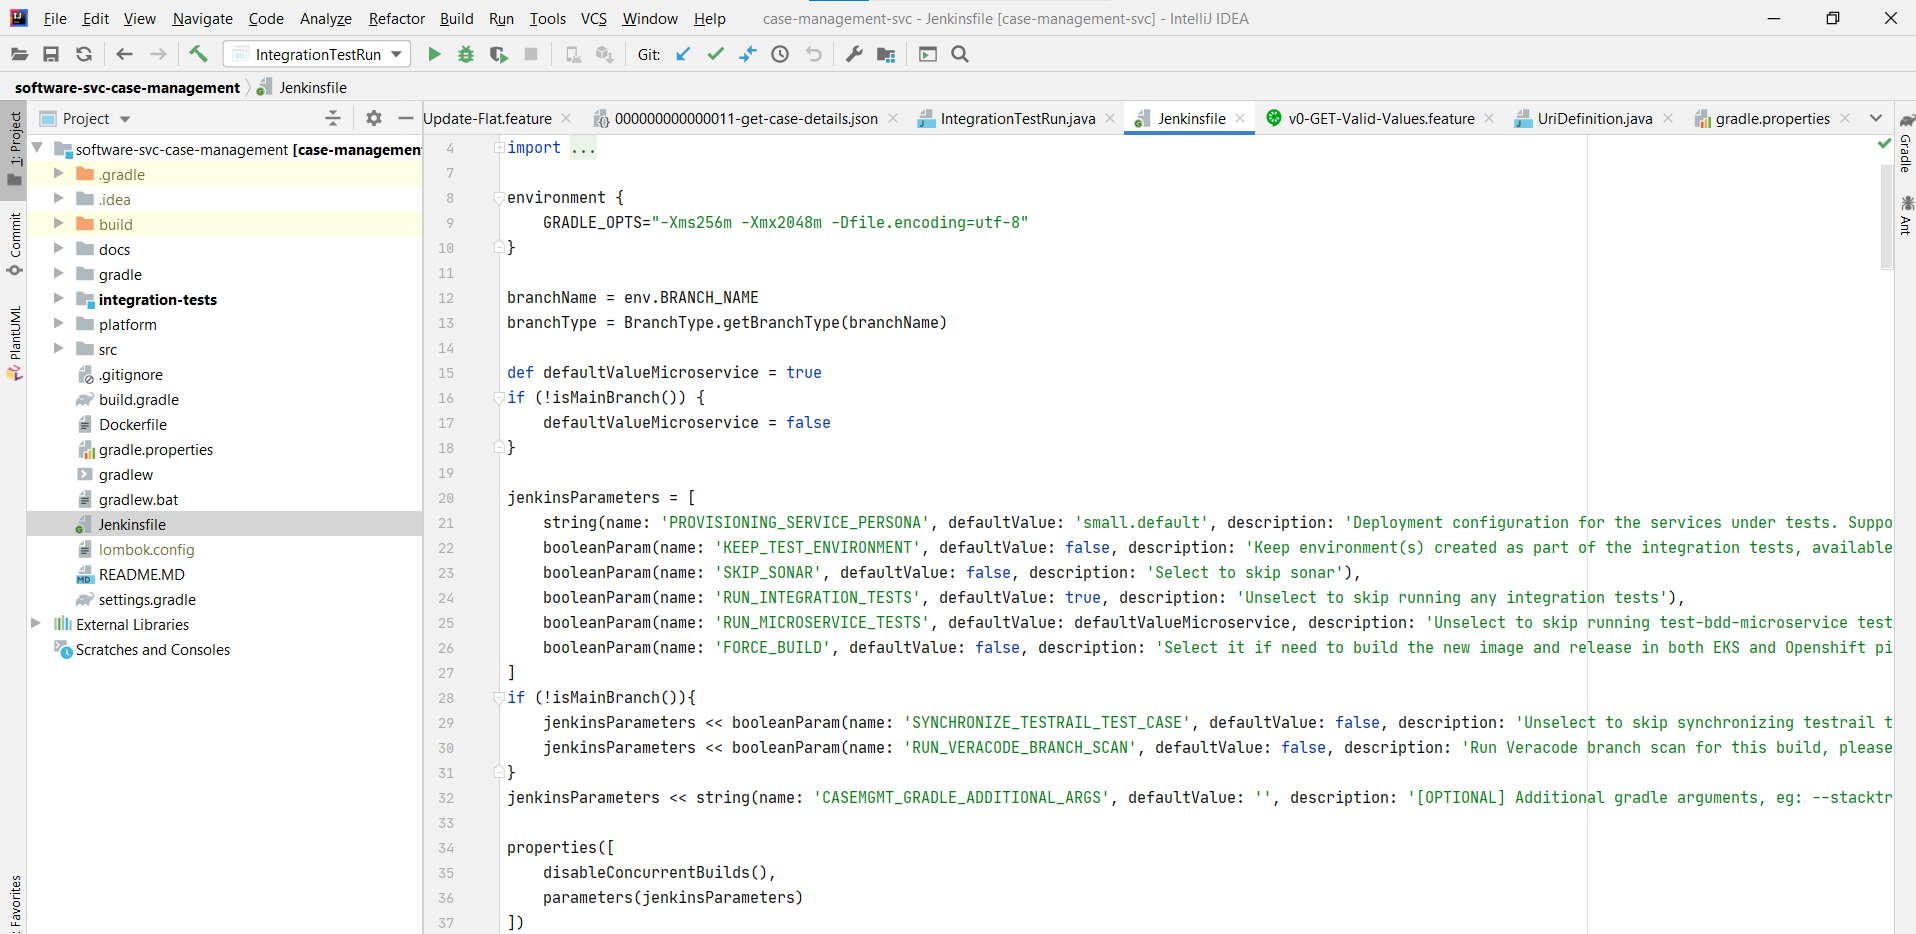 File Edit View Navigate Code Analyze Refactor Build Run Tools VCS Window Help case-management-svc - Jenkinsfile [case-management-svc] - IntelliJ IDEA
IntegrationTestRun Git:
software-svc-case-management Jenkinsfile
Project
Update-Flat.feature 000000000000011-get-case-details.json IntegrationTestRun.java Jenkinsfile v0-GET-Valid-Values.feature UriDefinition.java gradle.properties
1: Project
Commit
PlantUML
Favorites
software-svc-case-management [case-management
.gradle
.idea
build
docs
gradle
integration-tests
platform
src
.gitignore
build.gradle
Dockerfile
gradle.properties
gradlew
gradlew.bat
Jenkinsfile
lombok.config
README.MD
settings.gradle
External Libraries
Scratches and Consoles
4 import ...
7
8 environment {
9 GRADLE_OPTS="-Xms256m -Xmx2048m -Dfile.encoding=utf-8"
10 }
11
12 branchName = env.BRANCH_NAME
13 branchType = BranchType.getBranchType(branchName)
14
15 def defaultValueMicroservice = true
16 if (!isMainBranch()) {
17 defaultValueMicroservice = false
18 }
19
20 jenkinsParameters = [
21 string(name: 'PROVISIONING_SERVICE_PERSONA', defaultValue: 'small.default', description: 'Deployment configuration for the services under tests. Suppo
22 booleanParam(name: 'KEEP_TEST_ENVIRONMENT', defaultValue: false, description: 'Keep environment(s) created as part of the integration tests, available
23 booleanParam(name: 'SKIP_SONAR', defaultValue: false, description: 'Select to skip sonar'),
24 booleanParam(name: 'RUN_INTEGRATION_TESTS', defaultValue: true, description: 'Unselect to skip running any integration tests'),
25 booleanParam(name: 'RUN_MICROSERVICE_TESTS', defaultValue: defaultValueMicroservice, description: 'Unselect to skip running test-bdd-microservice test
26 booleanParam(name: 'FORCE_BUILD', defaultValue: false, description: 'Select it if need to build the new image and release in both EKS and Openshift pi
27 ]
28 if (!isMainBranch()){
29 jenkinsParameters << booleanParam(name: 'SYNCHRONIZE_TESTRAIL_TEST_CASE', defaultValue: false, description: 'Unselect to skip synchronizing testrail t
30 jenkinsParameters << booleanParam(name: 'RUN_VERACODE_BRANCH_SCAN', defaultValue: false, description: 'Run Veracode branch scan for this build, please
31 }
32 jenkinsParameters << string(name: 'CASEMGMT_GRADLE_ADDITIONAL_ARGS', defaultValue: '', description: '[OPTIONAL] Additional gradle arguments, eg: --stacktr
33
34 properties([
35 disableConcurrentBuilds(),
36 parameters(jenkinsParameters)
37 ])
Gradle
Ant